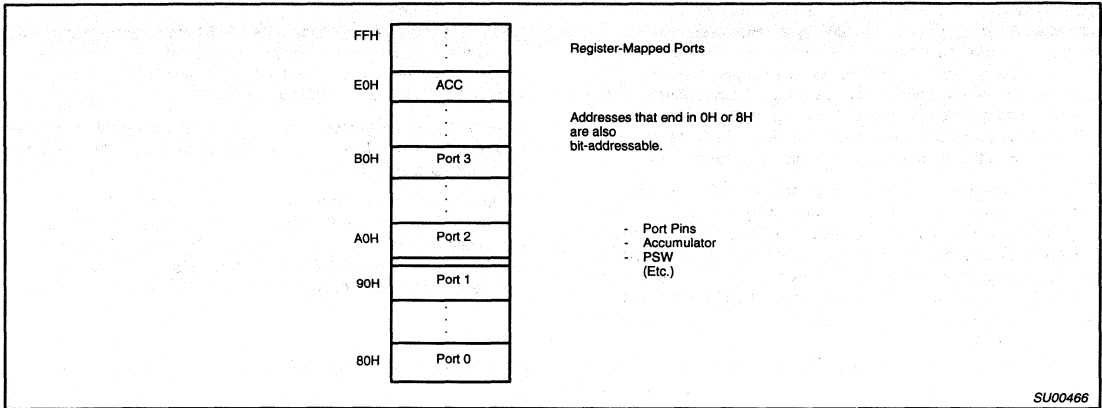 FFH
Register-Mapped Ports
E0H ACC
Addresses that end in 0H or 8H
are also
bit-addressable.
B0H Port 3
A0H Port 2
- Port Pins
- Accumulator
- PSW
(Etc.)
90H Port 1
80H Port 0
SU00466